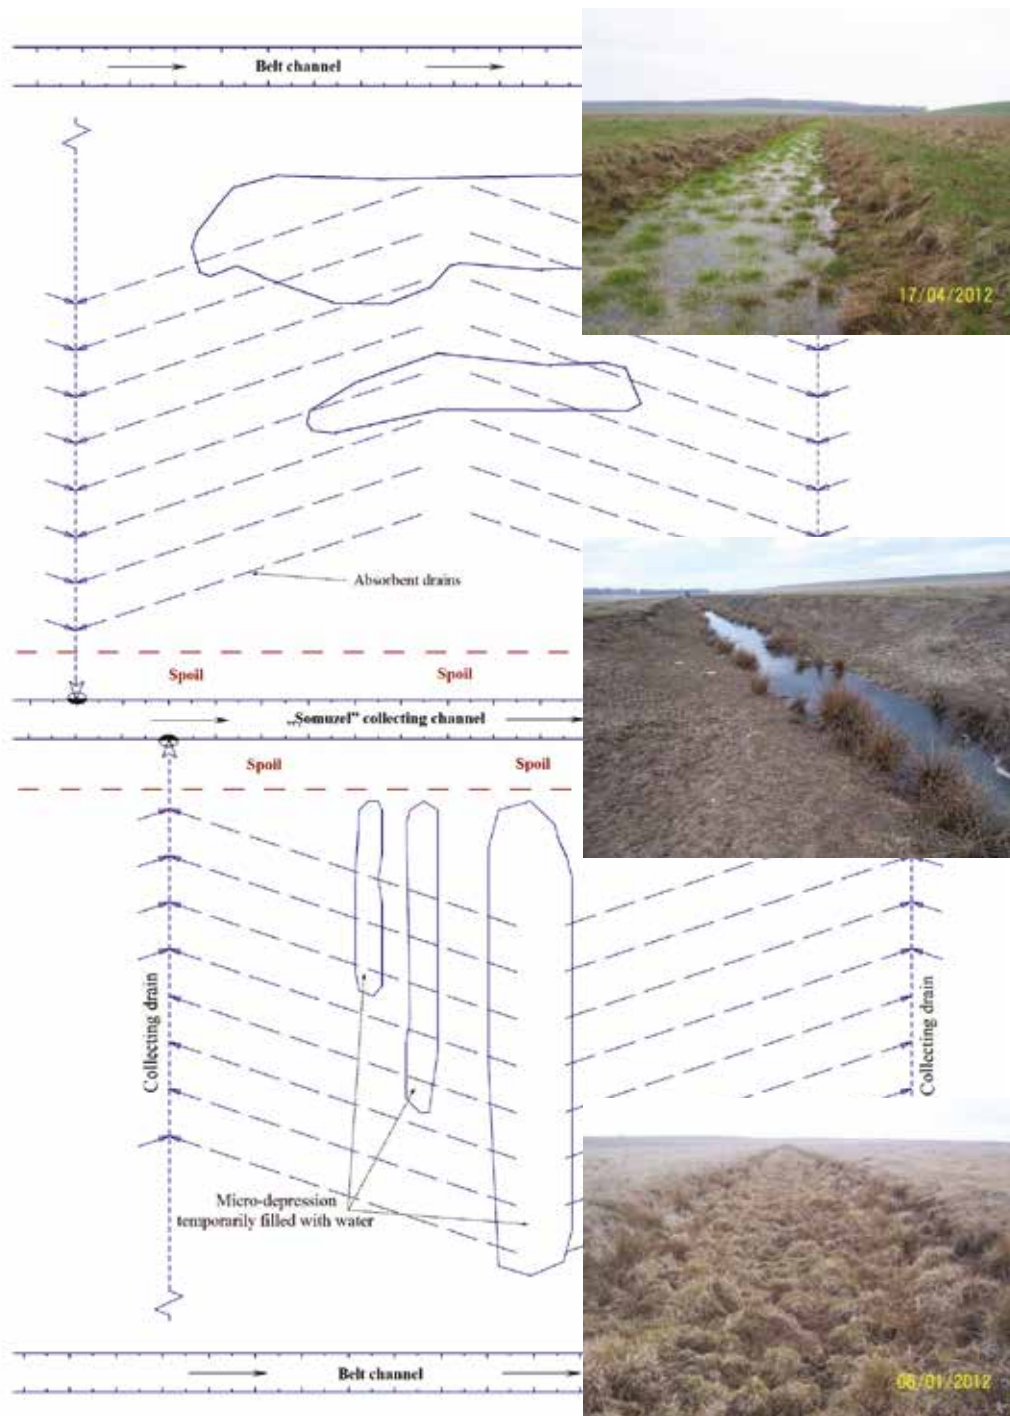 Belt channel
17/04/2012
Absorbent drains
Spoil
Spoil
„Şomuzel” collecting channel
Spoil
Spoil
Collecting drain
Collecting drain
Micro-depression
temporarily filled with water
Belt channel
06/01/2012